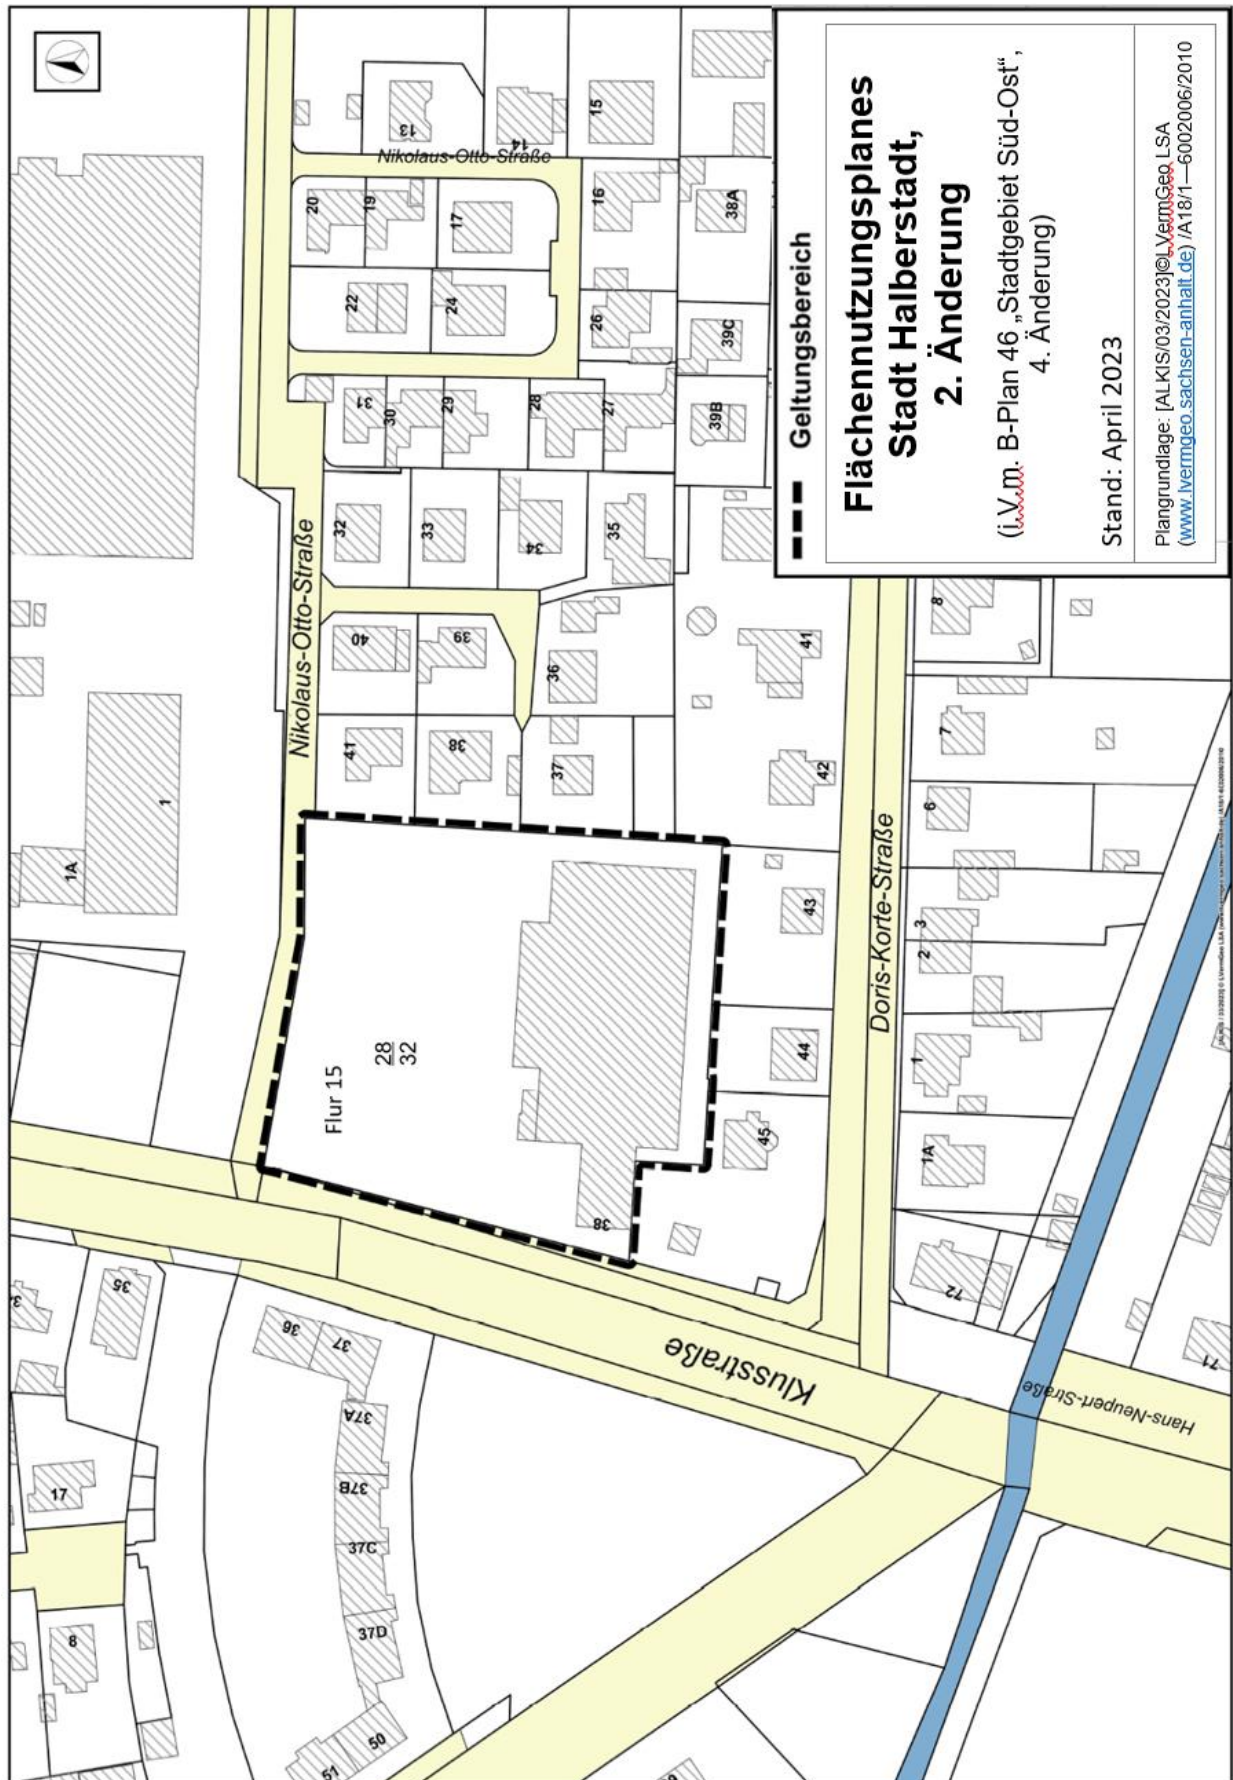 Geltungsbereich
Flächennutzungsplanes
Stadt Halberstadt,
2. Änderung
(i.V.m. B-Plan 46 „Stadtgebiet Süd-Ost“,
4. Änderung)
Stand: April 2023
Plangrundlage: [ALKIS/03/2023]©LVermGeo LSA
(www.lvermgeo.sachsen-anhalt.de) /A18/1—6002006/2010
Nikolaus-Otto-Straße
Nikolaus-Otto-Straße
Doris-Korte-Straße
Klusstraße
Hans-Neupert-Straße
Flur 15
28
32
1A
1
13
14
15
20
19
17
16
38A
22
24
26
39C
31
30
29
28
27
39B
32
33
34
35
40
39
36
41
41
38
37
42
8
7
6
43
3
2
44
1
45
1A
38
72
71
35
36
37
37A
37B
37C
37D
17
8
50
51